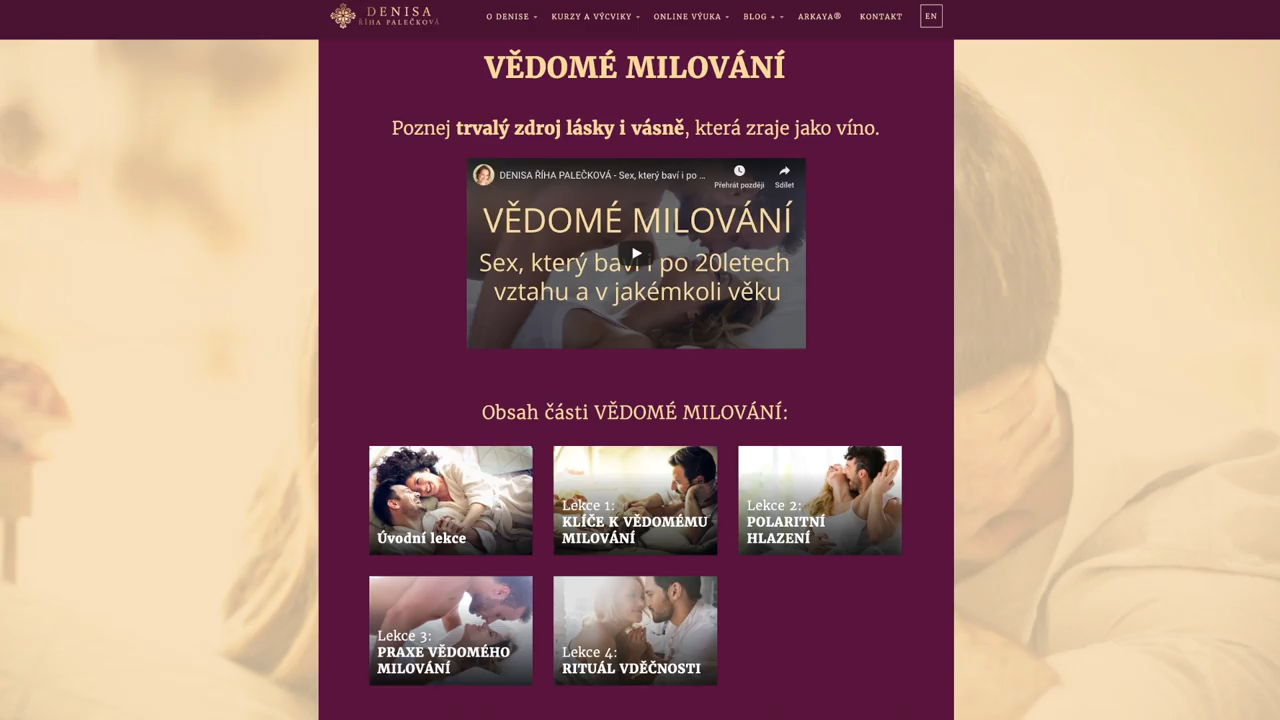 DENISA
ŘÍHA PALEČKOVÁ
O DENISE
KURZY A VÝCVIKY
ONLINE VÝUKA
BLOG +
ARKAYA®
KONTAKT
EN
VĚDOMÉ MILOVÁNÍ
Poznej trvalý zdroj lásky i vásně, která zraje jako víno.
DENISA ŘÍHA PALEČKOVÁ - Sex, který baví i po ...
Přehrát později
Sdílet
VĚDOMÉ MILOVÁNÍ
Sex, který baví i po 20letech
vztahu a v jakémkoli věku
Obsah části VĚDOMÉ MILOVÁNÍ:
Úvodní lekce
Lekce 1:
KLÍČE K VĚDOMÉMU
MILOVÁNÍ
Lekce 2:
POLARITNÍ
HLAZENÍ
Lekce 3:
PRAXE VĚDOMÉHO
MILOVÁNÍ
Lekce 4:
RITUÁL VDĚČNOSTI